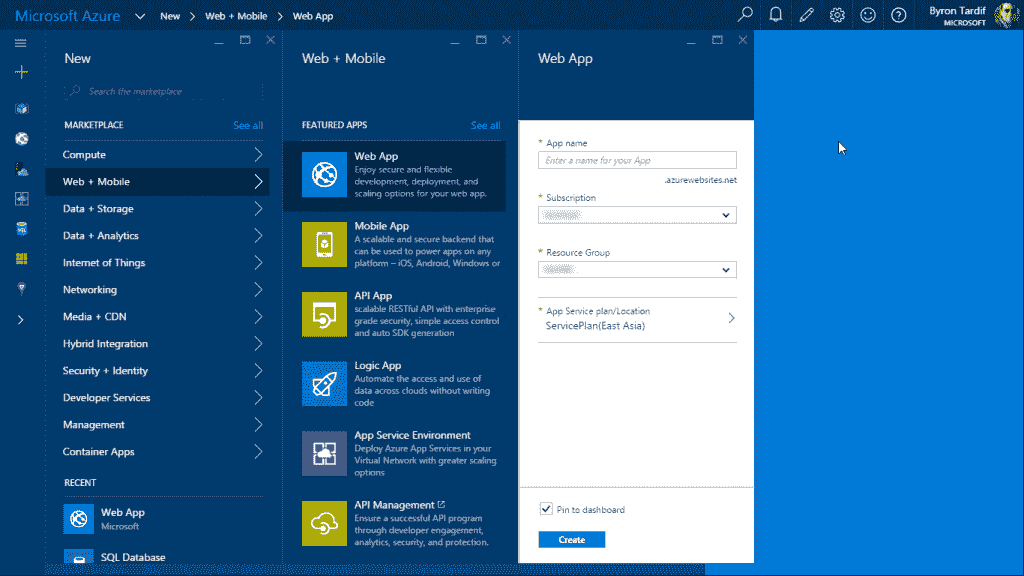 Microsoft Azure New Web + Mobile Web App
Byron Tardif
MICROSOFT
New
Search the marketplace
MARKETPLACE See all
Compute
Web + Mobile
Data + Storage
Data + Analytics
Internet of Things
Networking
Media + CDN
Hybrid Integration
Security + Identity
Developer Services
Management
Container Apps
RECENT
Web App
Microsoft
SQL Database
Web + Mobile
FEATURED APPS See all
Web App
Enjoy secure and flexible
development, deployment, and
scaling options for your web app.
Mobile App
A scalable and secure backend that
can be used to power apps on any
platform – iOS, Android, Windows or
API App
scalable RESTful API with enterprise
grade security, simple access control
and auto SDK generation
Logic App
Automate the access and use of
data across clouds without writing
code
App Service Environment
Deploy Azure App Services in your
Virtual Network with greater scaling
options
API Management
Ensure a successful API program
through developer engagement,
analytics, security, and protection.
Web App
* App name
Enter a name for your App
.azurewebsites.net
* Subscription
* Resource Group
* App Service plan/Location
ServicePlan(East Asia)
Pin to dashboard
Create